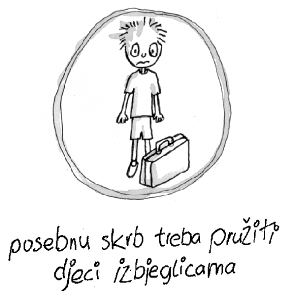 posebnu skrb treba pružiti
djeci izbjeglicama